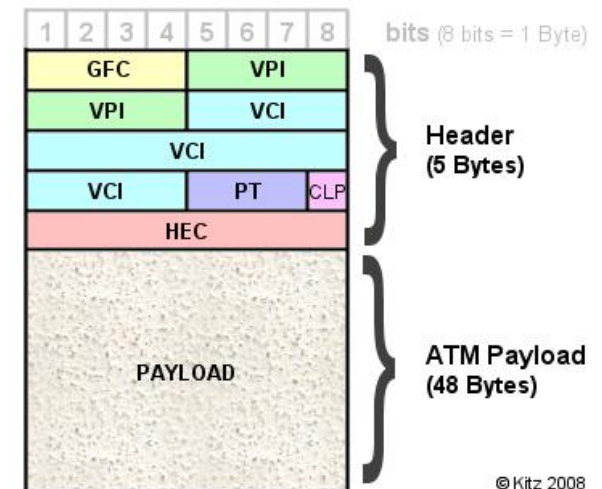 1 2 3 4 5 6 7 8 bits (8 bits = 1 Byte)
GFC VPI
VPI VCI
VCI
VCI PT CLP
HEC
Header
(5 Bytes)
PAYLOAD
ATM Payload
(48 Bytes)
© Kitz 2008